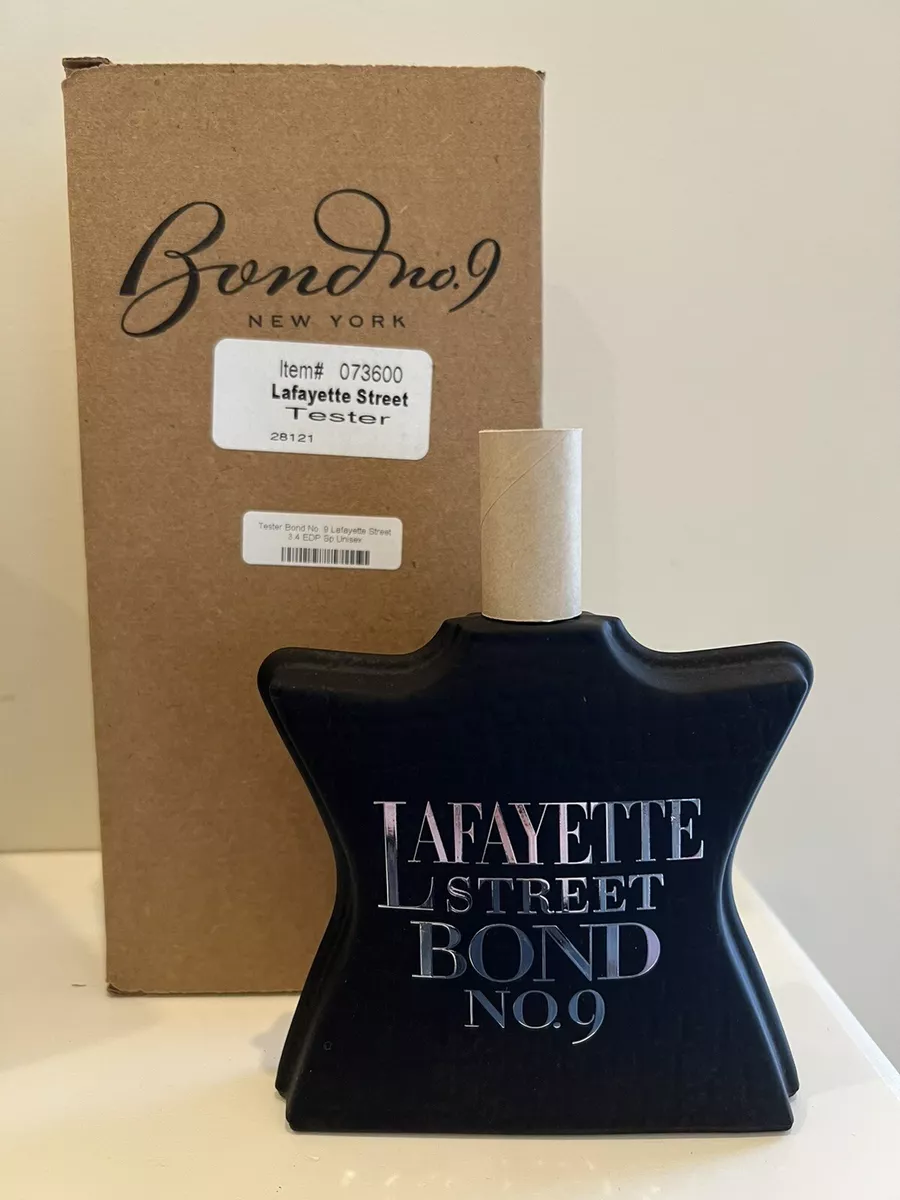 Bond no.9
NEW YORK
Item# 073600
Lafayette Street
Tester
28121
Tester Bond No. 9 Lafayette Street
3.4 EDP Sp Unisex
LAFAYETTE
STREET
BOND
NO.9